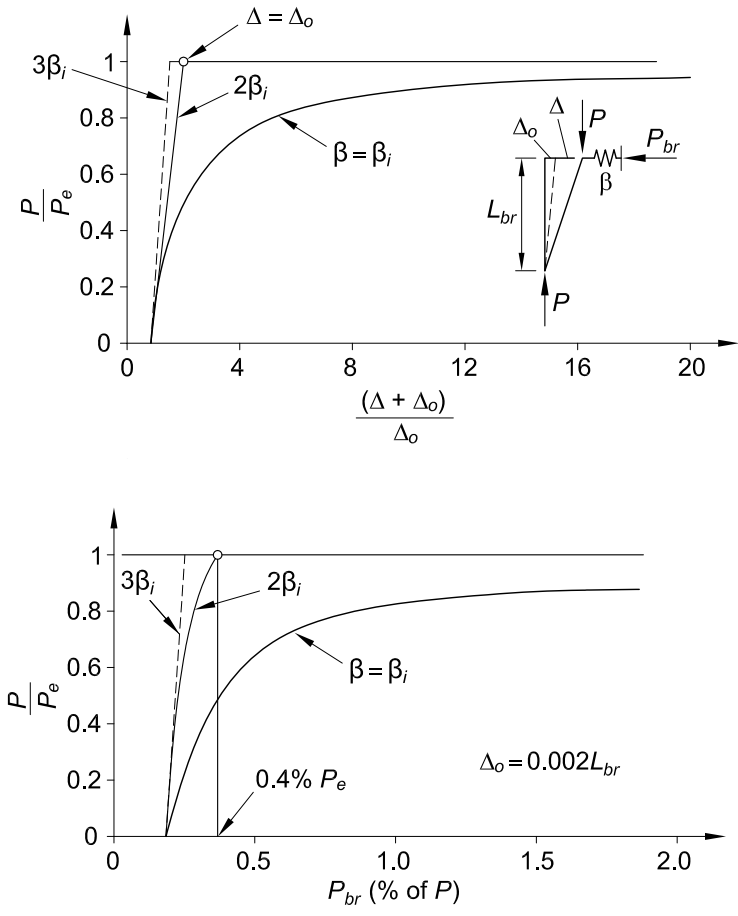 Δ = Δo
1
3βi
2βi
0.8
β = βi
0.6
P
Pe
0.4
0.2
0
0 4 8 12 16 20
(Δ + Δo)
Δo
Δ
P
Δo
Pbr
β
Lbr
P
1
3βi
2βi
0.8
β = βi
0.6
P
Pe
0.4
0.4% Pe
Δo = 0.002Lbr
0.2
0
0 0.5 1.0 1.5 2.0
Pbr (% of P)